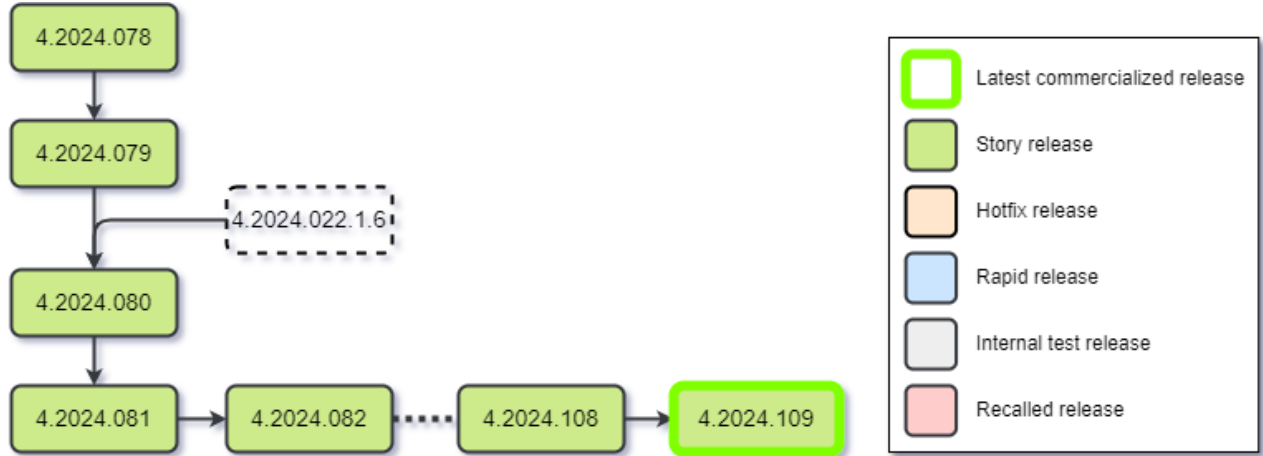 4.2024.078
4.2024.079
4.2024.022.1.6
4.2024.080
4.2024.081
4.2024.082
4.2024.108
4.2024.109
Latest commercialized release
Story release
Hotfix release
Rapid release
Internal test release
Recalled release